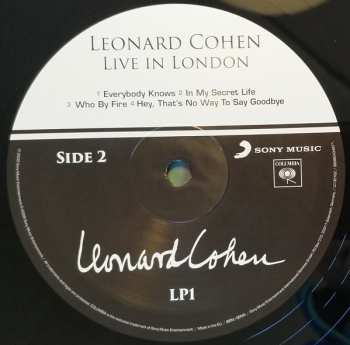 LEONARD COHEN
LIVE IN LONDON
1 Everybody Knows 2 In My Secret Life
3 Who By Fire 4 Hey, That's No Way To Say Goodbye
SIDE 2
SONY MUSIC
COLUMBIA
Leonard Cohen
LP1